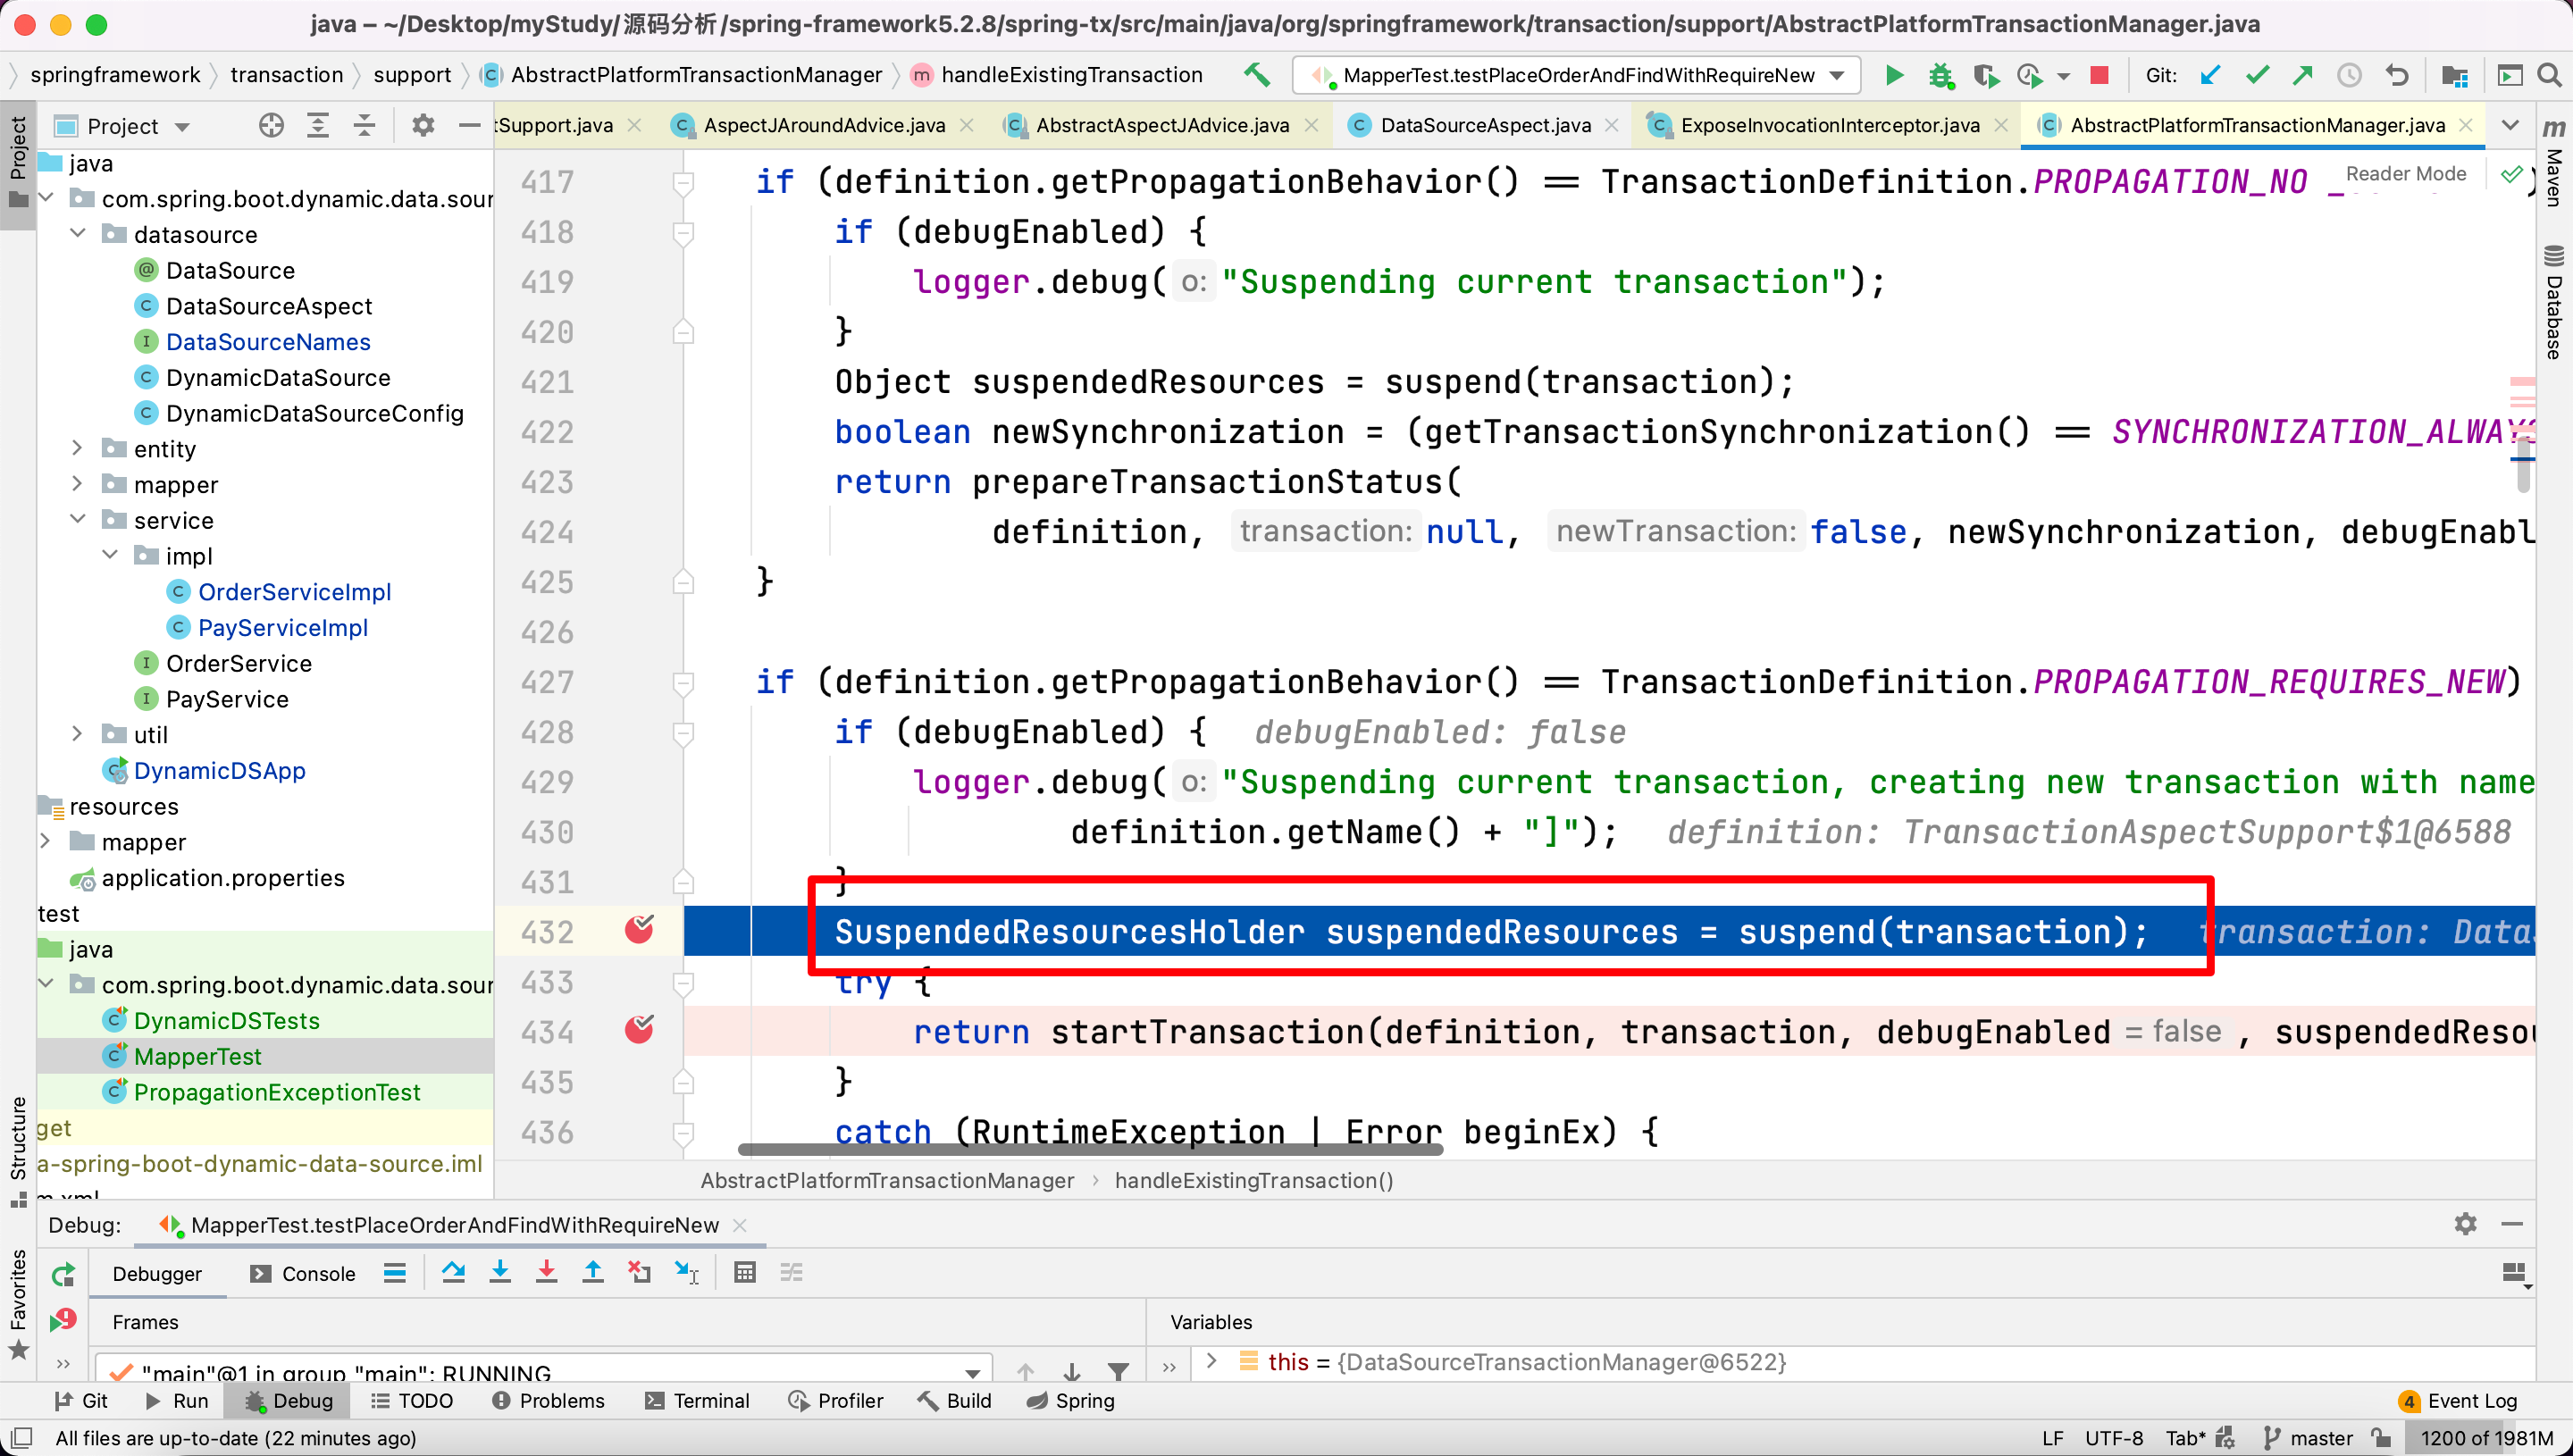 java – ~/Desktop/myStudy/源码分析/spring-framework5.2.8/spring-tx/src/main/java/org/springframework/transaction/support/AbstractPlatformTransactionManager.java
springframework transaction support AbstractPlatformTransactionManager handleExistingTransaction MapperTest.testPlaceOrderAndFindWithRequireNew Git:
Project tSupport.java AspectJAroundAdvice.java AbstractAspectJAdvice.java DataSourceAspect.java ExposeInvocationInterceptor.java AbstractPlatformTransactionManager.java
Project
Structure
Favorites
Maven
Database
java
com.spring.boot.dynamic.data.sour
datasource
DataSource
DataSourceAspect
DataSourceNames
DynamicDataSource
DynamicDataSourceConfig
entity
mapper
service
impl
OrderServiceImpl
PayServiceImpl
OrderService
PayService
util
DynamicDSApp
resources
mapper
application.properties
test
java
com.spring.boot.dynamic.data.sour
DynamicDSTests
MapperTest
PropagationExceptionTest
get
a-spring-boot-dynamic-data-source.iml
m.xml
Reader Mode
417 if (definition.getPropagationBehavior() == TransactionDefinition.PROPAGATION_NO
418 if (debugEnabled) {
419 logger.debug( o: "Suspending current transaction");
420 }
421 Object suspendedResources = suspend(transaction);
422 boolean newSynchronization = (getTransactionSynchronization() == SYNCHRONIZATION_ALWAYS
423 return prepareTransactionStatus(
424 definition, transaction: null, newTransaction: false, newSynchronization, debugEnabl
425 }
426
427 if (definition.getPropagationBehavior() == TransactionDefinition.PROPAGATION_REQUIRES_NEW)
428 if (debugEnabled) { debugEnabled: false
429 logger.debug( o: "Suspending current transaction, creating new transaction with name
430 definition.getName() + "]"); definition: TransactionAspectSupport$1@6588
431 }
432 SuspendedResourcesHolder suspendedResources = suspend(transaction); transaction: Datas
433 try {
434 return startTransaction(definition, transaction, debugEnabled = false , suspendedResou
435 }
436 catch (RuntimeException | Error beginEx) {
AbstractPlatformTransactionManager handleExistingTransaction()
Debug: MapperTest.testPlaceOrderAndFindWithRequireNew
Debugger Console
Frames Variables
"main"@1 in group "main": RUNNING this = {DataSourceTransactionManager@6522}
Git Run Debug TODO Problems Terminal Profiler Build Spring 4 Event Log
All files are up-to-date (22 minutes ago) LF UTF-8 Tab* master 1200 of 1981M